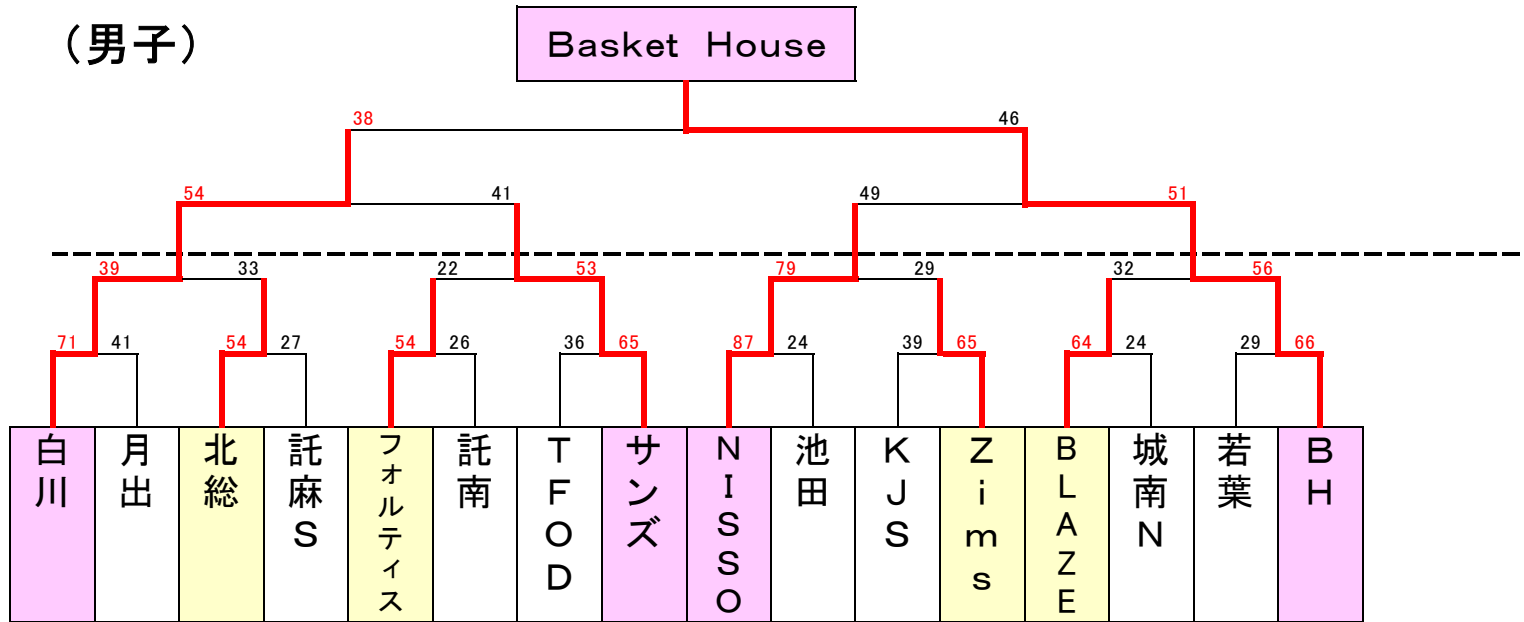 （男子）
Basket House
38 46
54 41 49 51
39 33 22 53 79 29 32 56
71 41 54 27 54 26 36 65 87 24 39 65 64 24 29 66
白川
月出
北総
託麻S
フォルティス
託南
TFOD
サンズ
NISSO
池田
KJS
Zims
BLAZE
城南N
若葉
BH